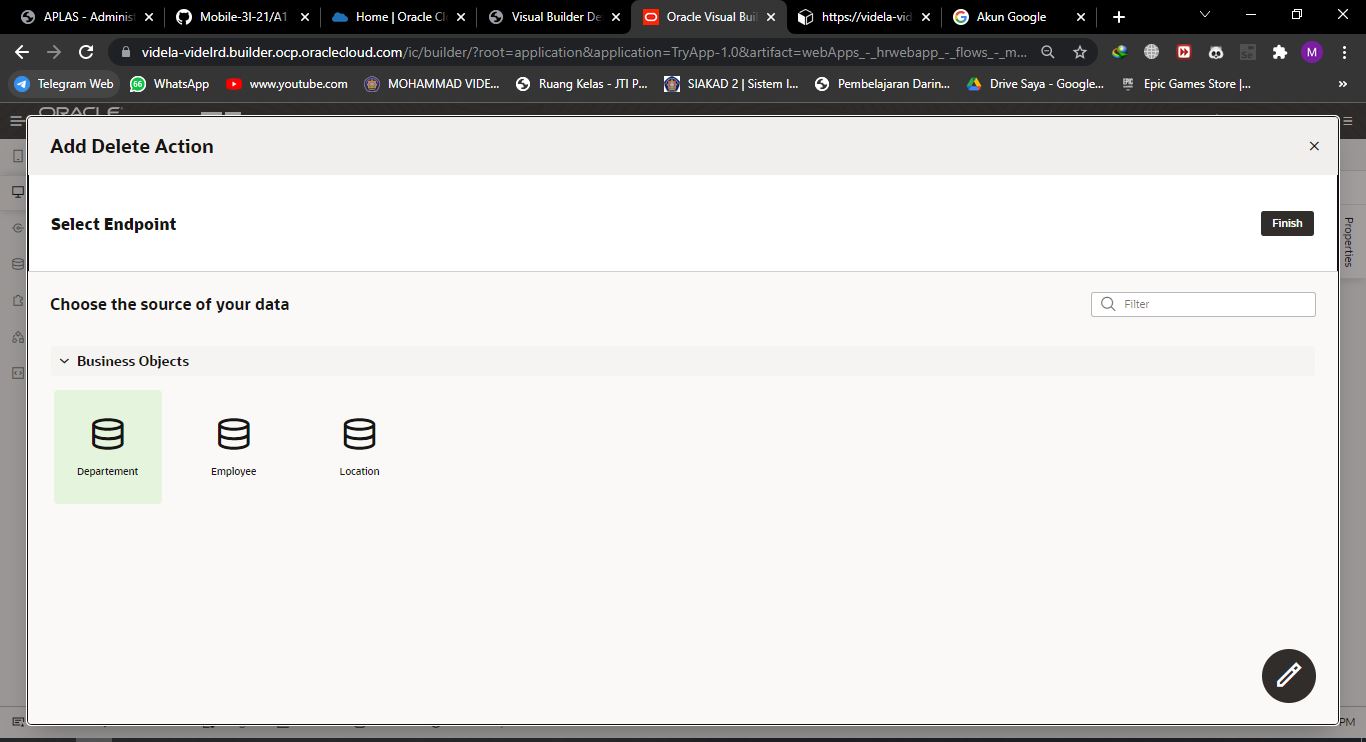 APLAS - Adminis
Mobile-3I-21/A1
Home | Oracle Cl
Visual Builder De
Oracle Visual Buil
https://videla-vid
Akun Google
videla-videlrd.builder.ocp.oraclecloud.com/ic/builder/?root=application&application=TryApp-1.0&artifact=webApps_-_hrwebapp_-_flows_-_m...
M
Telegram Web
66
WhatsApp
www.youtube.com
MOHAMMAD VIDE...
Ruang Kelas - JTI P...
SIAKAD 2 | Sistem I...
Pembelajaran Darin...
Drive Saya - Google...
EPIC
Epic Games Store |...
»
ORACLE
Add Delete Action
Select Endpoint
Finish
Properties
Choose the source of your data
Filter
Business Objects
Departement
Employee
Location
PM